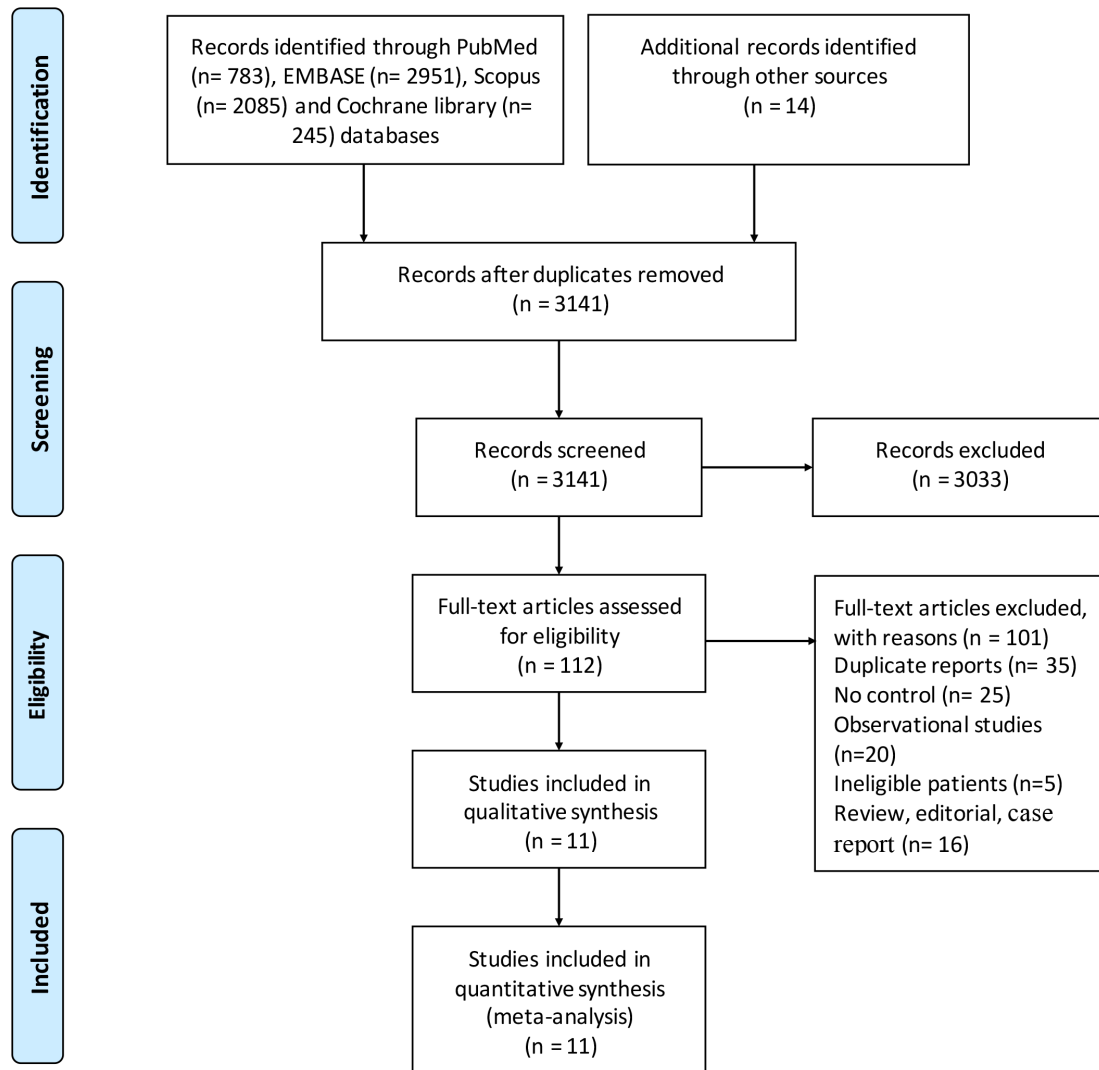 Identification
Records identified through PubMed
(n= 783), EMBASE (n= 2951), Scopus
(n= 2085) and Cochrane library (n=
245) databases
Additional records identified
through other sources
(n = 14)
Records after duplicates removed
(n = 3141)
Screening
Records screened
(n = 3141)
Records excluded
(n = 3033)
Eligibility
Full-text articles assessed
for eligibility
(n = 112)
Full-text articles excluded,
with reasons (n = 101)
Duplicate reports (n= 35)
No control (n= 25)
Observational studies
(n=20)
Ineligible patients (n=5)
Review, editorial, case
report (n= 16)
Studies included in
qualitative synthesis
(n = 11)
Included
Studies included in
quantitative synthesis
(meta-analysis)
(n = 11)